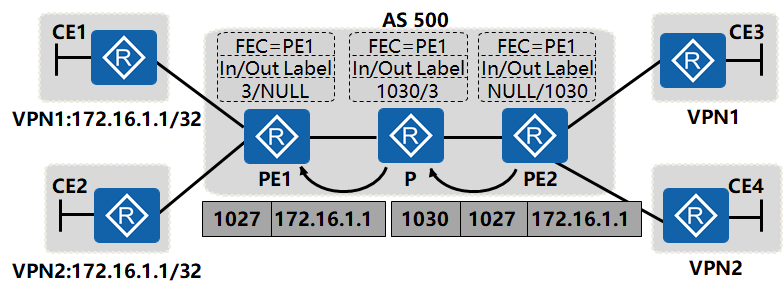 AS 500
CE1
R
VPN1:172.16.1.1/32
CE2
R
VPN2:172.16.1.1/32
FEC=PE1
In/Out Label
3/NULL
FEC=PE1
In/Out Label
1030/3
FEC=PE1
In/Out Label
NULL/1030
R
PE1
R
P
R
PE2
1027 172.16.1.1
1030 1027 172.16.1.1
CE3
R
VPN1
CE4
R
VPN2